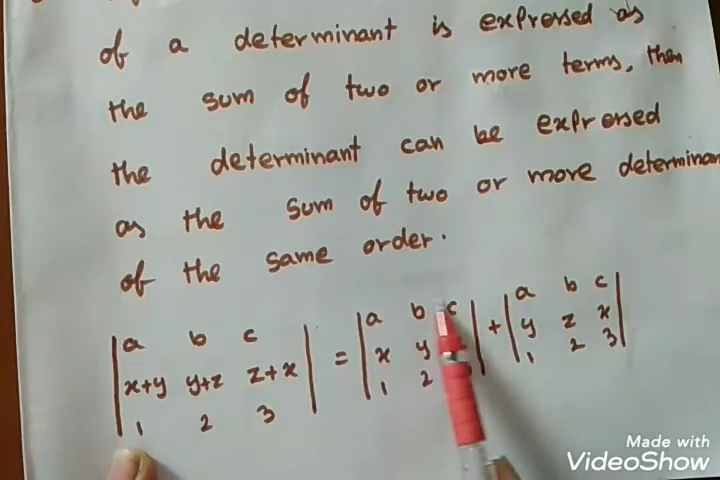 of a determinant is expressed as
the sum of two or more terms, then
the determinant can be expressed
as the sum of two or more determinan
of the same order.
|a b c| = |a b c| + |a b c|
|x+y y+z z+x| |x y | |y z x|
|1 2 3| |1 2 | |1 2 3|
Made with
VideoShow